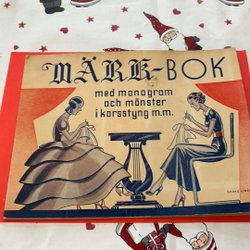 MÄRK-BOK
med monogram
och mönster
i korsstyng m.m.